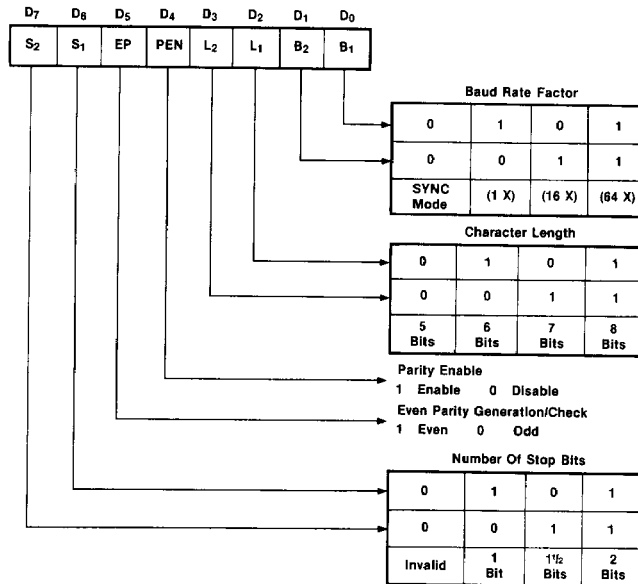 D7 D6 D5 D4 D3 D2 D1 D0
S2 S1 EP PEN L2 L1 B2 B1
Baud Rate Factor
0 1 0 1
0 0 1 1
SYNC Mode (1 X) (16 X) (64 X)
Character Length
0 1 0 1
0 0 1 1
5 Bits 6 Bits 7 Bits 8 Bits
Parity Enable
1 Enable 0 Disable
Even Parity Generation/Check
1 Even 0 Odd
Number Of Stop Bits
0 1 0 1
0 0 1 1
Invalid 1 Bit 1½ Bits 2 Bits